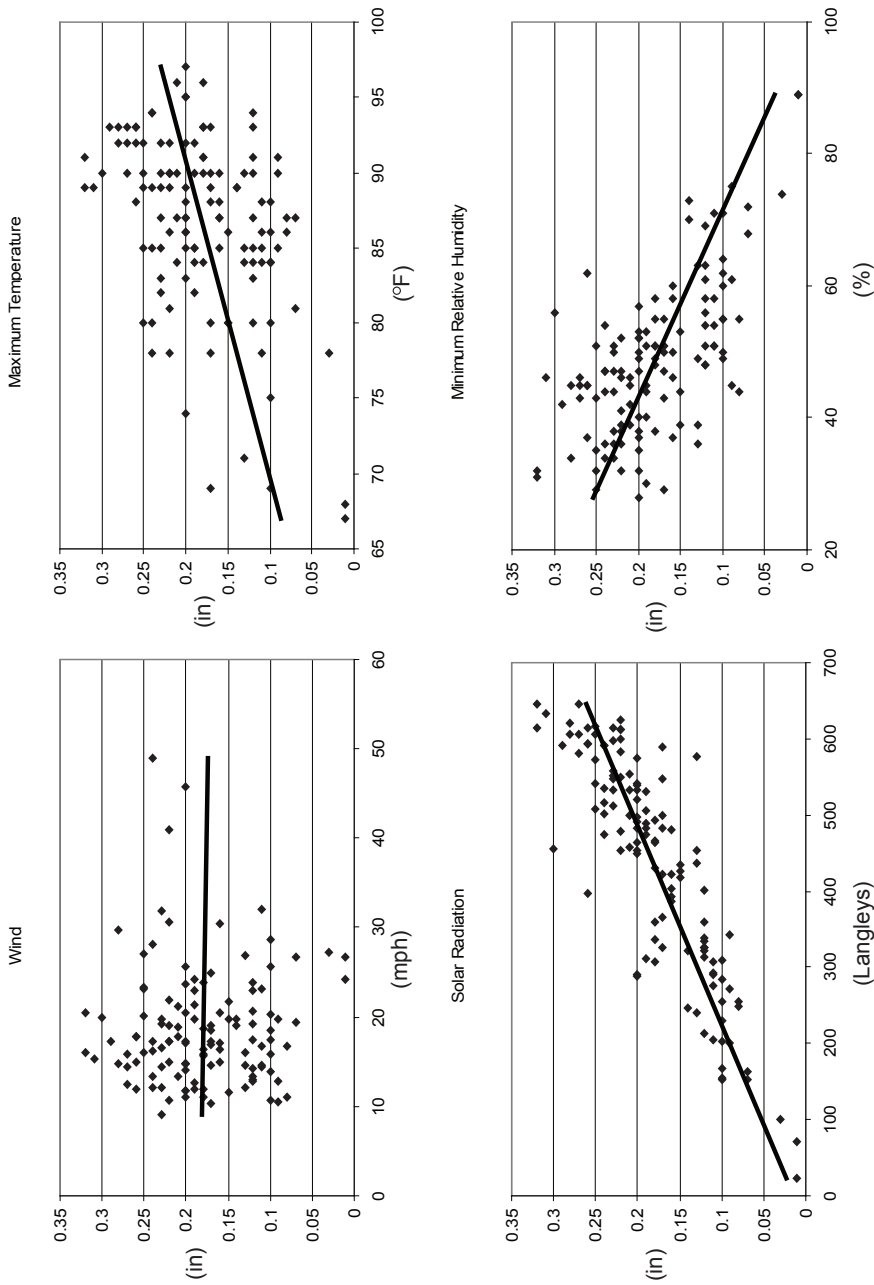 Wind
0.35
0.3
0.25
0.2
0.15
0.1
0.05
0
(in)
0 10 20 30 40 50 60
(mph)
Maximum Temperature
0.35
0.3
0.25
0.2
0.15
0.1
0.05
0
(in)
65 70 75 80 85 90 95 100
(°F)
Solar Radiation
0.35
0.3
0.25
0.2
0.15
0.1
0.05
0
(in)
0 100 200 300 400 500 600 700
(Langleys)
Minimum Relative Humidity
0.35
0.3
0.25
0.2
0.15
0.1
0.05
0
(in)
20 40 60 80 100
(%)